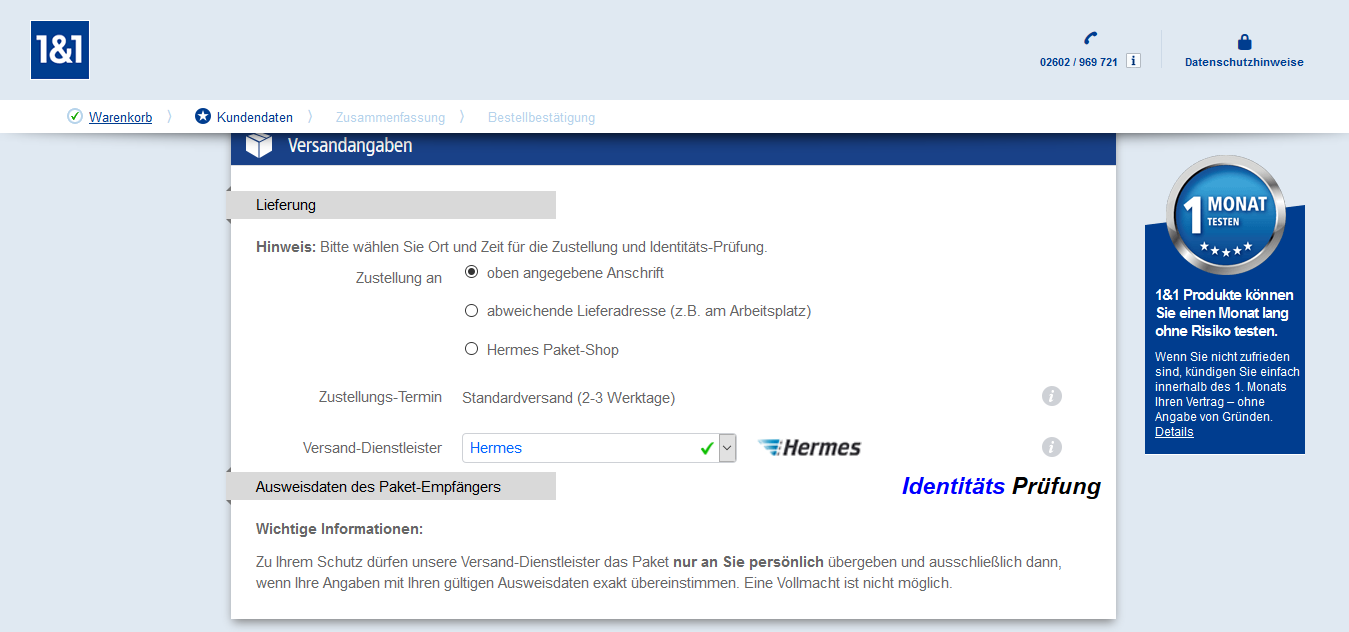 1&1
02602 / 969 721 i
Datenschutzhinweise
Warenkorb
Kundendaten
Zusammenfassung
Bestellbestätigung
Versandangaben
Lieferung
Hinweis: Bitte wählen Sie Ort und Zeit für die Zustellung und Identitäts-Prüfung.
Zustellung an
oben angegebene Anschrift
abweichende Lieferadresse (z.B. am Arbeitsplatz)
Hermes Paket-Shop
Zustellungs-Termin
Standardversand (2-3 Werktage)
i
Versand-Dienstleister
Hermes
Hermes
i
Ausweisdaten des Paket-Empfängers
Identitäts Prüfung
Wichtige Informationen:
Zu Ihrem Schutz dürfen unsere Versand-Dienstleister das Paket nur an Sie persönlich übergeben und ausschließlich dann,
wenn Ihre Angaben mit Ihren gültigen Ausweisdaten exakt übereinstimmen. Eine Vollmacht ist nicht möglich.
1 MONAT
TESTEN
1&1 Produkte können
Sie einen Monat lang
ohne Risiko testen.
Wenn Sie nicht zufrieden
sind, kündigen Sie einfach
innerhalb des 1. Monats
Ihren Vertrag – ohne
Angabe von Gründen.
Details